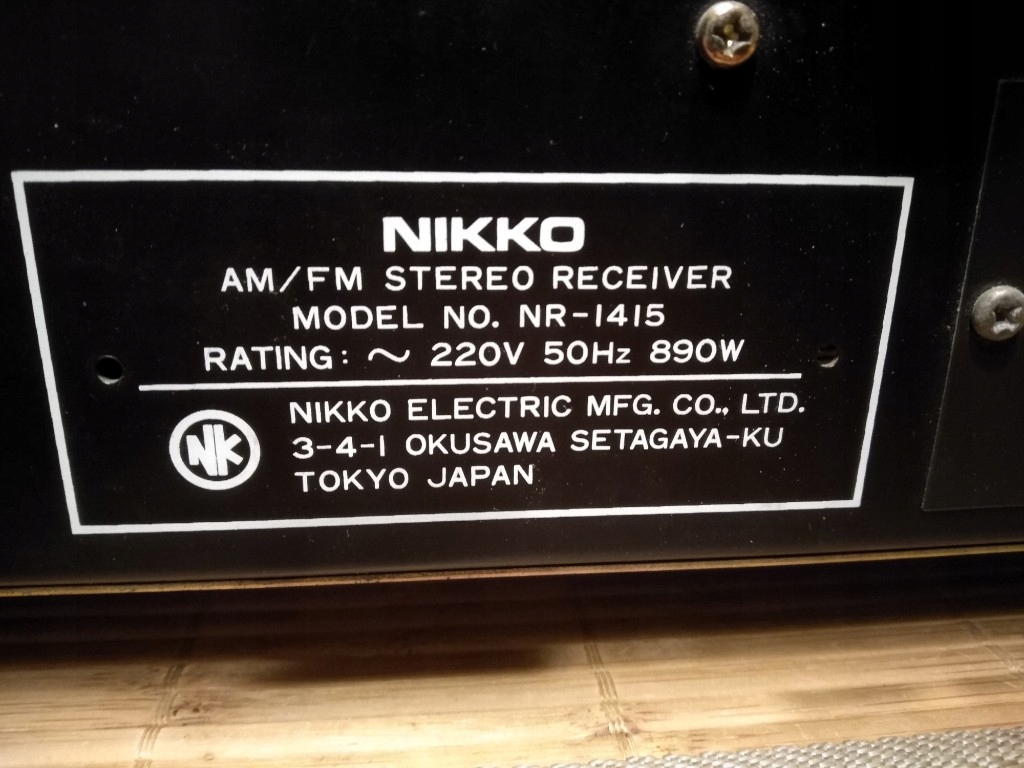 NIKKO
AM/FM STEREO RECEIVER
MODEL NO. NR-1415
RATING: ~ 220V 50Hz 890W
NK
NIKKO ELECTRIC MFG. CO., LTD.
3-4-1 OKUSAWA SETAGAYA-KU
TOKYO JAPAN